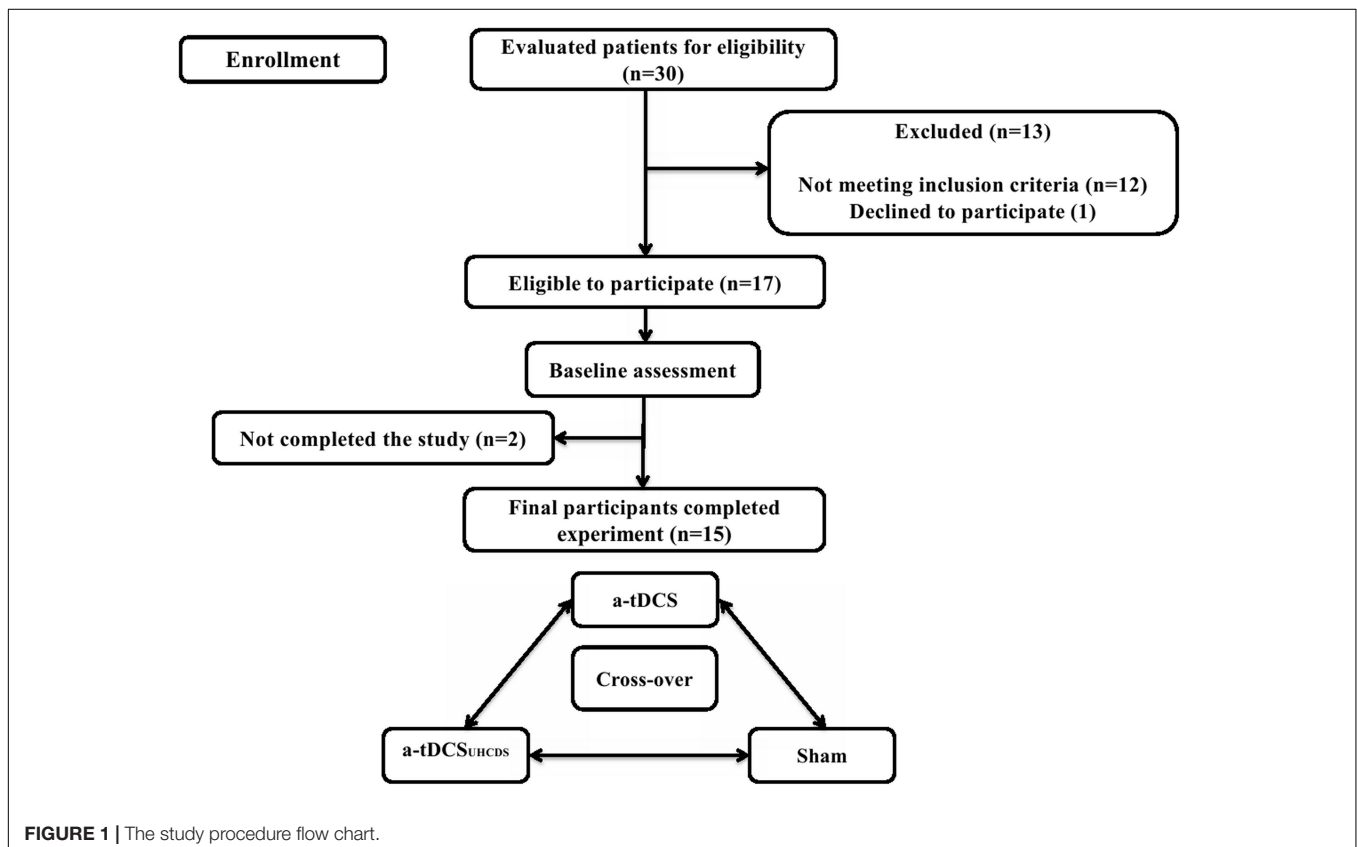 Enrollment
Evaluated patients for eligibility
(n=30)
Excluded (n=13)
Not meeting inclusion criteria (n=12)
Declined to participate (1)
Eligible to participate (n=17)
Baseline assessment
Not completed the study (n=2)
Final participants completed
experiment (n=15)
a-tDCS
Cross-over
a-tDCSUHCDS
Sham
FIGURE 1 | The study procedure flow chart.